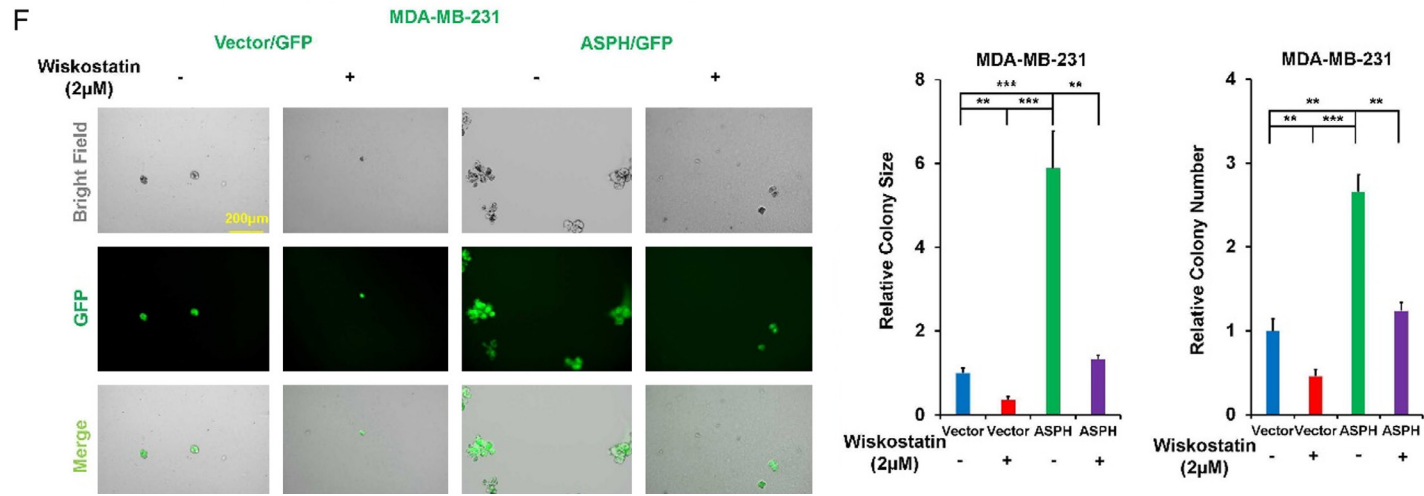 F
MDA-MB-231
Vector/GFP ASPH/GFP
Wiskostatin
(2µM)
- + - +
Bright Field
200µm
GFP
Merge
MDA-MB-231
Relative Colony Size
8
6
4
2
0
*** **
** ***
Vector Vector ASPH ASPH
Wiskostatin
(2µM)
- + - +
MDA-MB-231
Relative Colony Number
4
3
2
1
0
** **
** ***
Vector Vector ASPH ASPH
Wiskostatin
(2µM)
- + - +